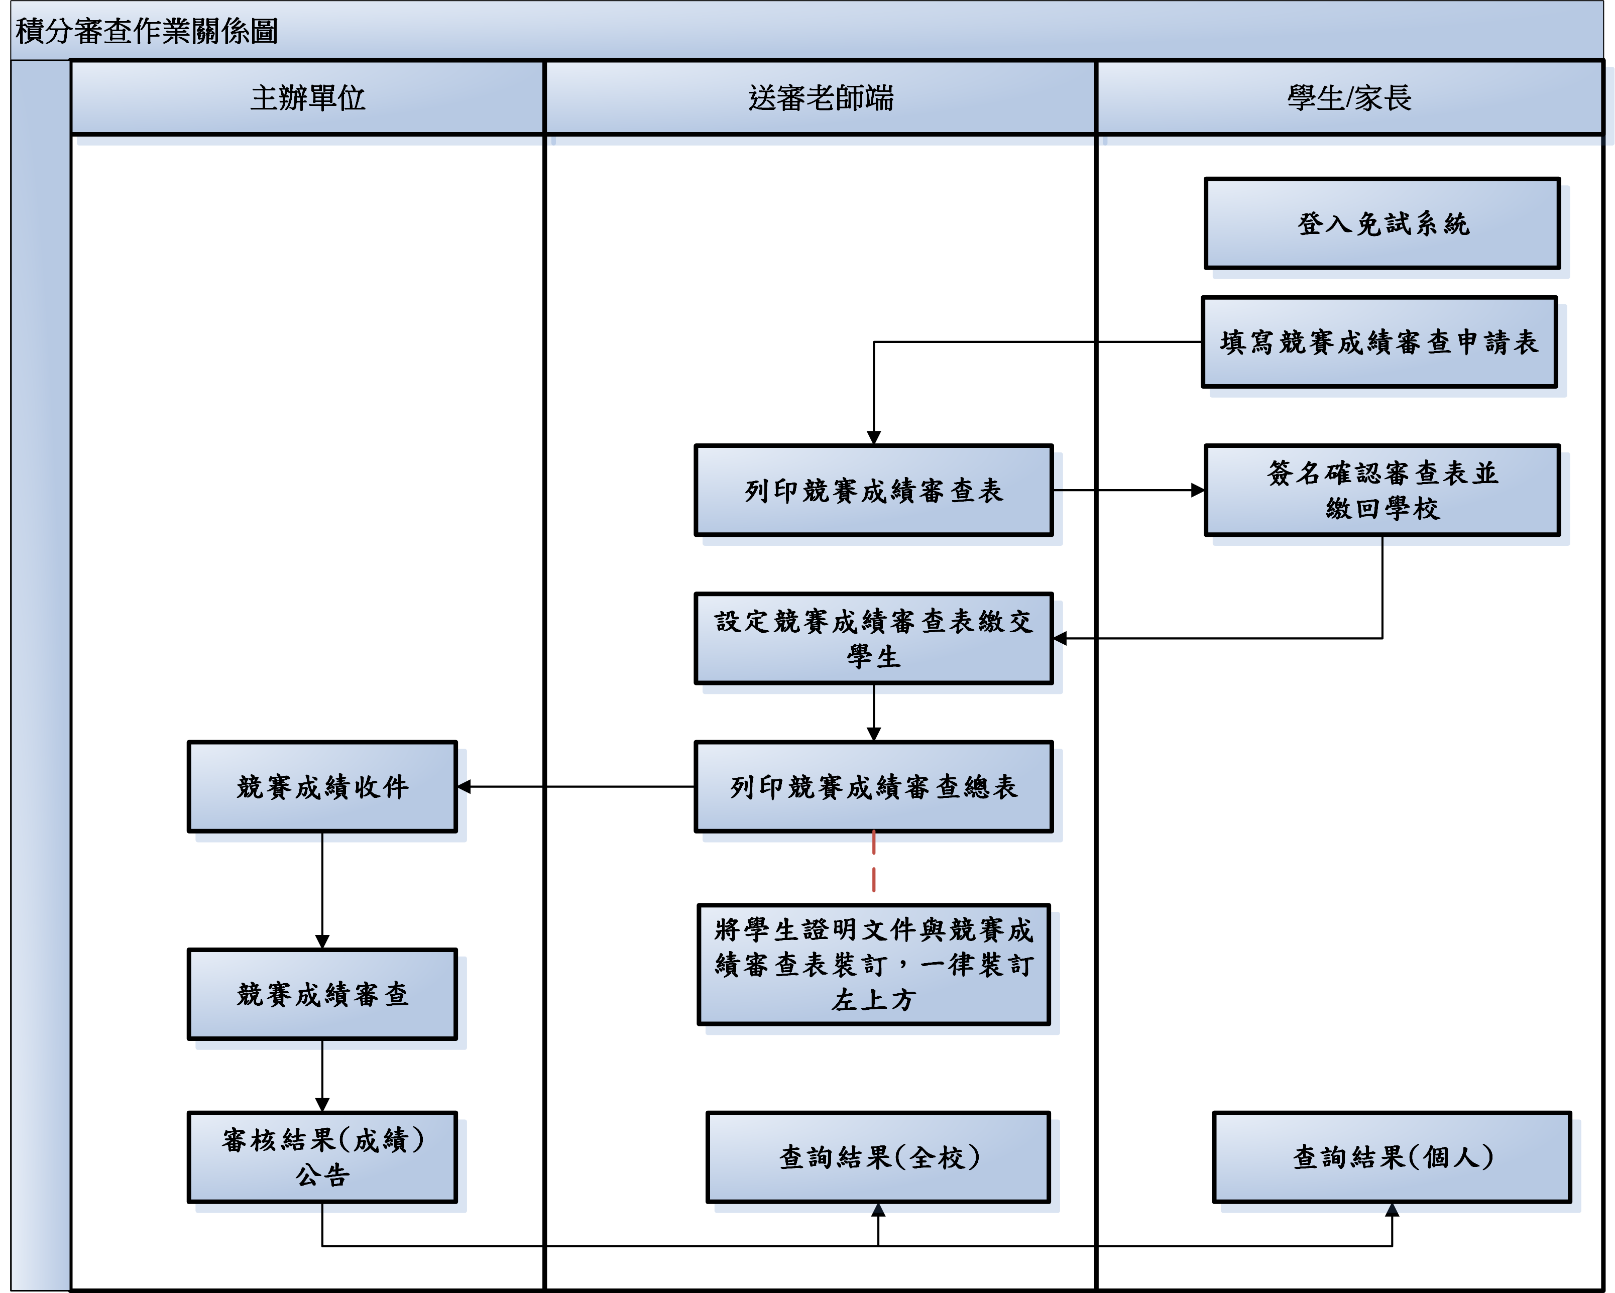 積分審查作業關係圖
主辦單位
送審老師端
學生/家長
登入免試系統
填寫競賽成績審查申請表
列印競賽成績審查表
簽名確認審查表並
繳回學校
設定競賽成績審查表繳交
學生
競賽成績收件
列印競賽成績審查總表
將學生證明文件與競賽成
績審查表裝訂，一律裝訂
左上方
競賽成績審查
審核結果(成績)
公告
查詢結果(全校)
查詢結果(個人)